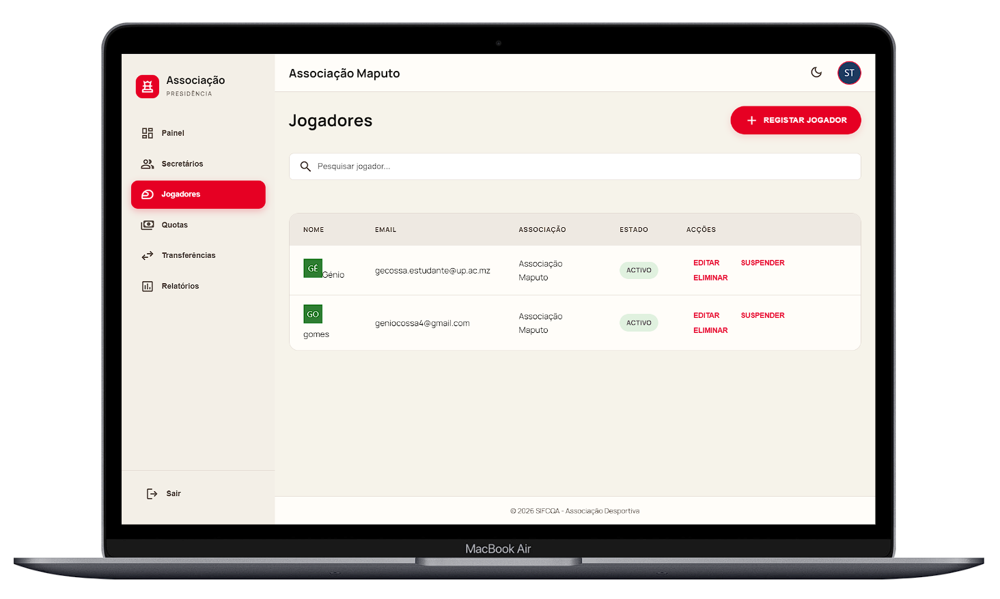 Associação
PRESIDÊNCIA
Painel
Secretários
Jogadores
Quotas
Transferências
Relatórios
Sair
Associação Maputo
ST
Jogadores
REGISTAR JOGADOR
Pesquisar jogador...
NOME EMAIL ASSOCIAÇÃO ESTADO ACÇÕES
GÉ Génio gecossa.estudante@up.ac.mz Associação Maputo ACTIVO EDITAR SUSPENDER ELIMINAR
GO gomes geniocossa4@gmail.com Associação Maputo ACTIVO EDITAR SUSPENDER ELIMINAR
© 2026 SIFCQA - Associação Desportiva
MacBook Air